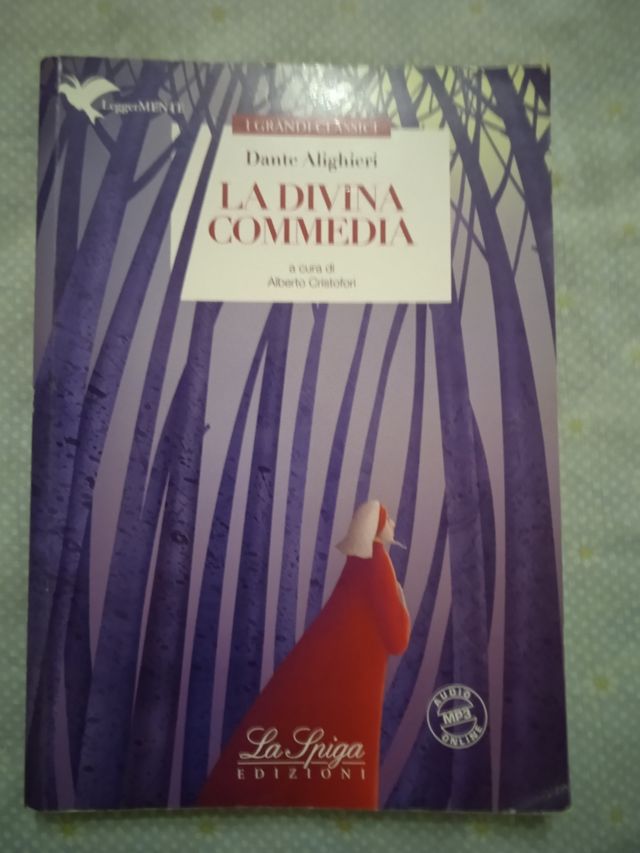 LeggerMENTE
I GRANDI CLASSICI
Dante Alighieri
LA DIVINA
COMMEDIA
a cura di
Alberto Cristofori
AUDIO
MP3
ONLINE
La Spiga
EDIZIONI